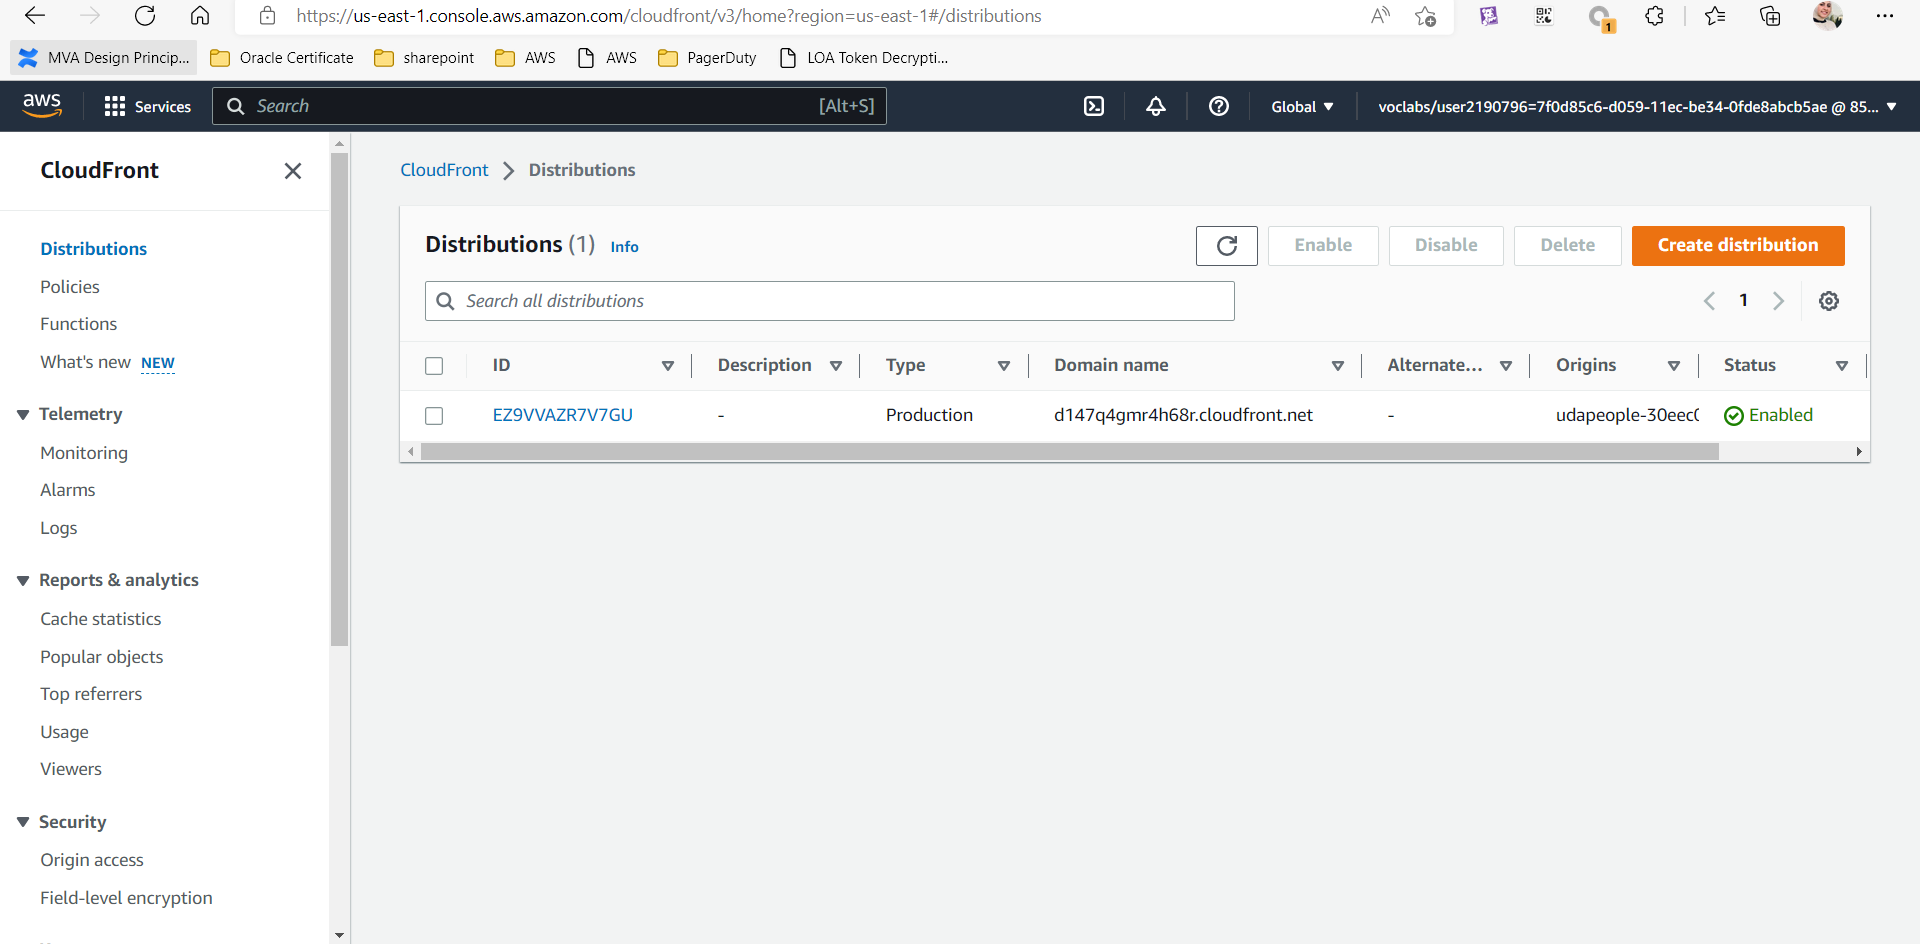 https://us-east-1.console.aws.amazon.com/cloudfront/v3/home?region=us-east-1#/distributions
1
MVA Design Princip...
Oracle Certificate
sharepoint
AWS
AWS
PagerDuty
LOA Token Decrypti...
aws
Services
Search
[Alt+S]
Global
voclabs/user2190796=7f0d85c6-d059-11ec-be34-0fde8abcb5ae @ 85...
CloudFront
Distributions
Policies
Functions
What's new NEW
Telemetry
Monitoring
Alarms
Logs
Reports & analytics
Cache statistics
Popular objects
Top referrers
Usage
Viewers
Security
Origin access
Field-level encryption
CloudFront
Distributions
Distributions (1) Info
Enable
Disable
Delete
Create distribution
Search all distributions
1
ID
Description
Type
Domain name
Alternate...
Origins
Status
EZ9VVAZR7V7GU
-
Production
d147q4gmr4h68r.cloudfront.net
-
udapeople-30eec
Enabled